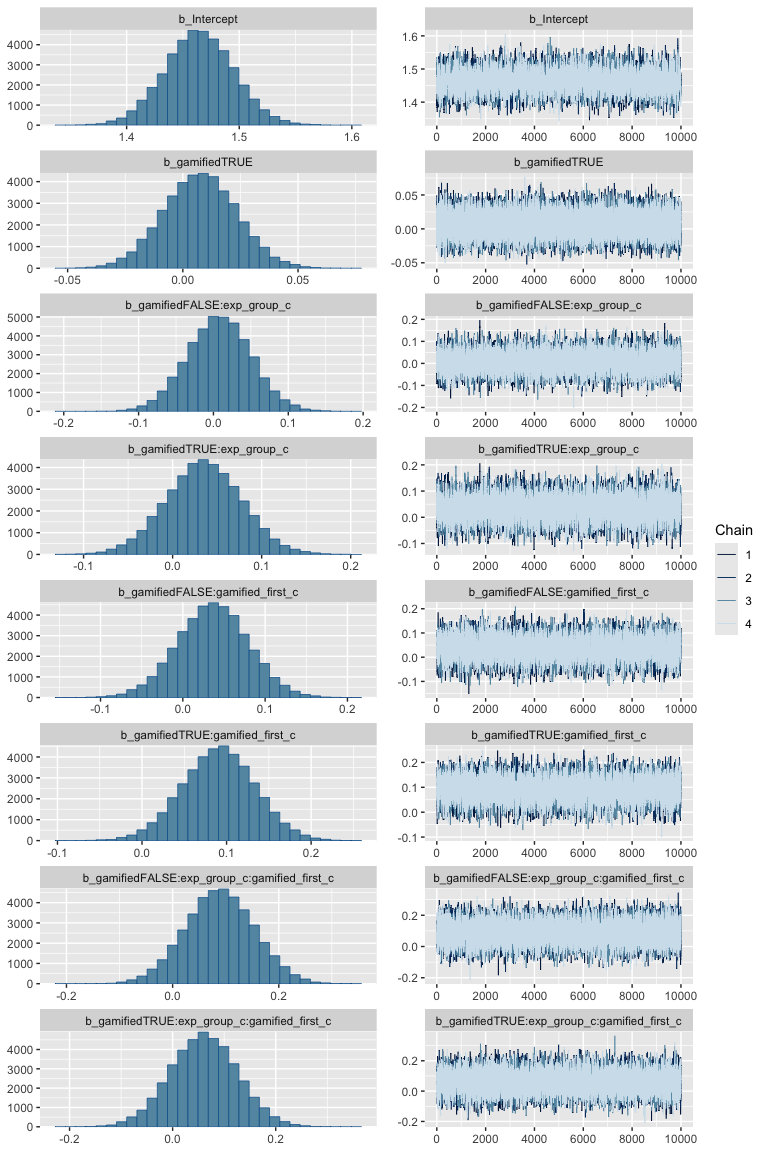 b_Intercept
4000
3000
2000
1000
0
1.4 1.5 1.6
b_Intercept
1.6
1.5
1.4
0 2000 4000 6000 8000 10000
b_gamifiedTRUE
4000
3000
2000
1000
0
-0.05 0.00 0.05
b_gamifiedTRUE
0.05
0.00
-0.05
0 2000 4000 6000 8000 10000
b_gamifiedFALSE:exp_group_c
5000
4000
3000
2000
1000
0
-0.2 -0.1 0.0 0.1 0.2
b_gamifiedFALSE:exp_group_c
0.2
0.1
0.0
-0.1
-0.2
0 2000 4000 6000 8000 10000
b_gamifiedTRUE:exp_group_c
4000
3000
2000
1000
0
-0.1 0.0 0.1 0.2
b_gamifiedTRUE:exp_group_c
0.2
0.1
0.0
-0.1
0 2000 4000 6000 8000 10000
b_gamifiedFALSE:gamified_first_c
4000
3000
2000
1000
0
-0.1 0.0 0.1 0.2
b_gamifiedFALSE:gamified_first_c
0.2
0.1
0.0
-0.1
0 2000 4000 6000 8000 10000
b_gamifiedTRUE:gamified_first_c
4000
3000
2000
1000
0
-0.1 0.0 0.1 0.2
b_gamifiedTRUE:gamified_first_c
0.2
0.1
0.0
-0.1
0 2000 4000 6000 8000 10000
b_gamifiedFALSE:exp_group_c:gamified_first_c
4000
3000
2000
1000
0
-0.2 0.0 0.2
b_gamifiedFALSE:exp_group_c:gamified_first_c
0.2
0.0
-0.2
0 2000 4000 6000 8000 10000
b_gamifiedTRUE:exp_group_c:gamified_first_c
4000
3000
2000
1000
0
-0.2 0.0 0.2
b_gamifiedTRUE:exp_group_c:gamified_first_c
0.2
0.0
-0.2
0 2000 4000 6000 8000 10000
Chain
1
2
3
4